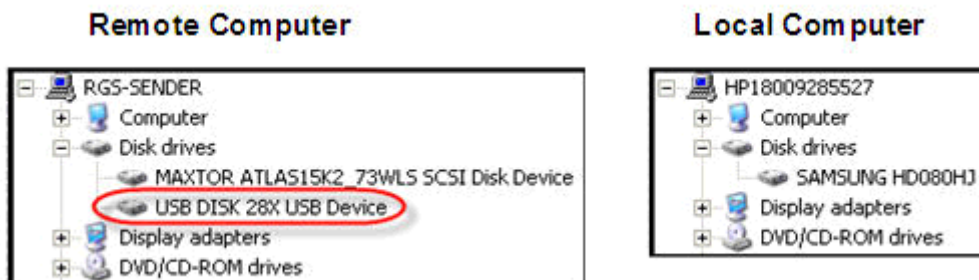 Remote Computer
RGS-SENDER
Computer
Disk drives
MAXTOR ATLAS15K2_73WLS SCSI Disk Device
USB DISK 28X USB Device
Display adapters
DVD/CD-ROM drives
Local Computer
HP18009285527
Computer
Disk drives
SAMSUNG HD080HJ
Display adapters
DVD/CD-ROM drives